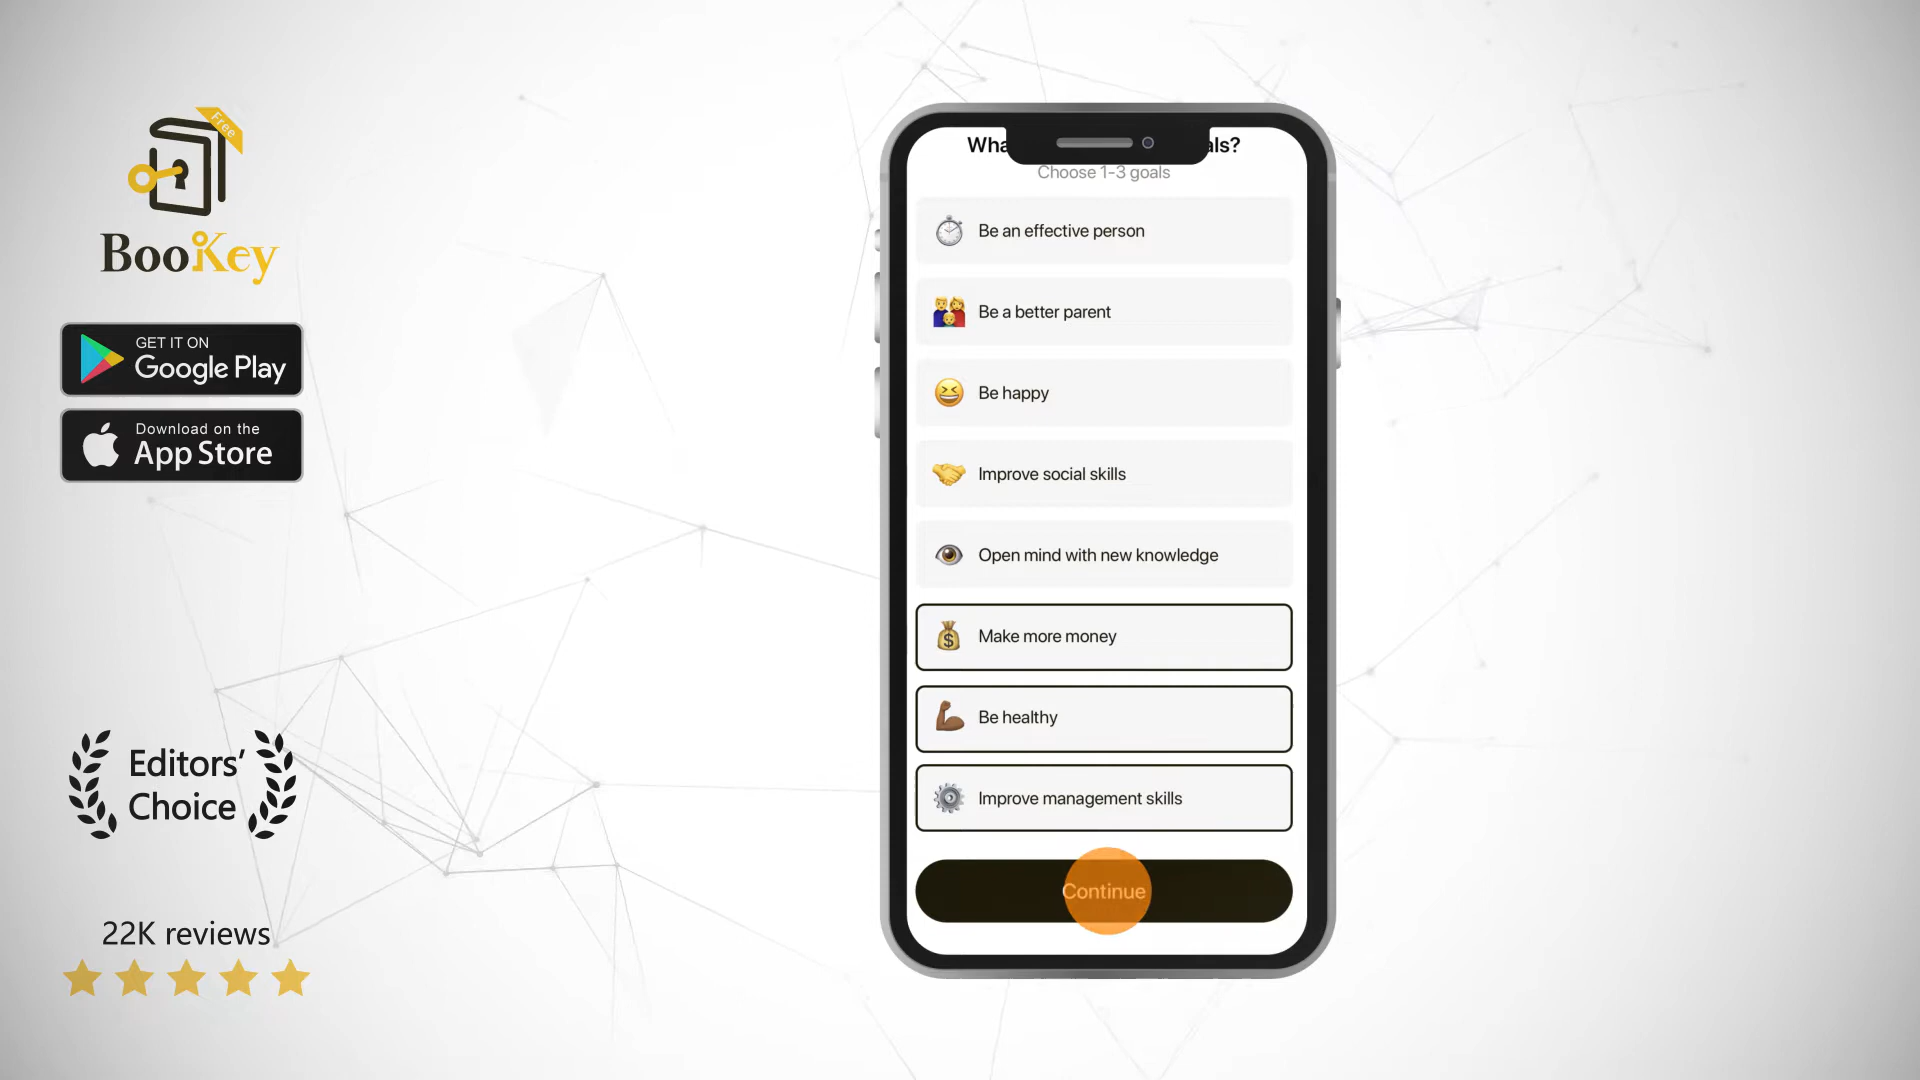 Free
BooKey
GET IT ON
Google Play
Download on the
App Store
Editors’
Choice
22K reviews
Choose 1-3 goals
Be an effective person
Be a better parent
Be happy
Improve social skills
Open mind with new knowledge
$
Make more money
Be healthy
Improve management skills
Continue